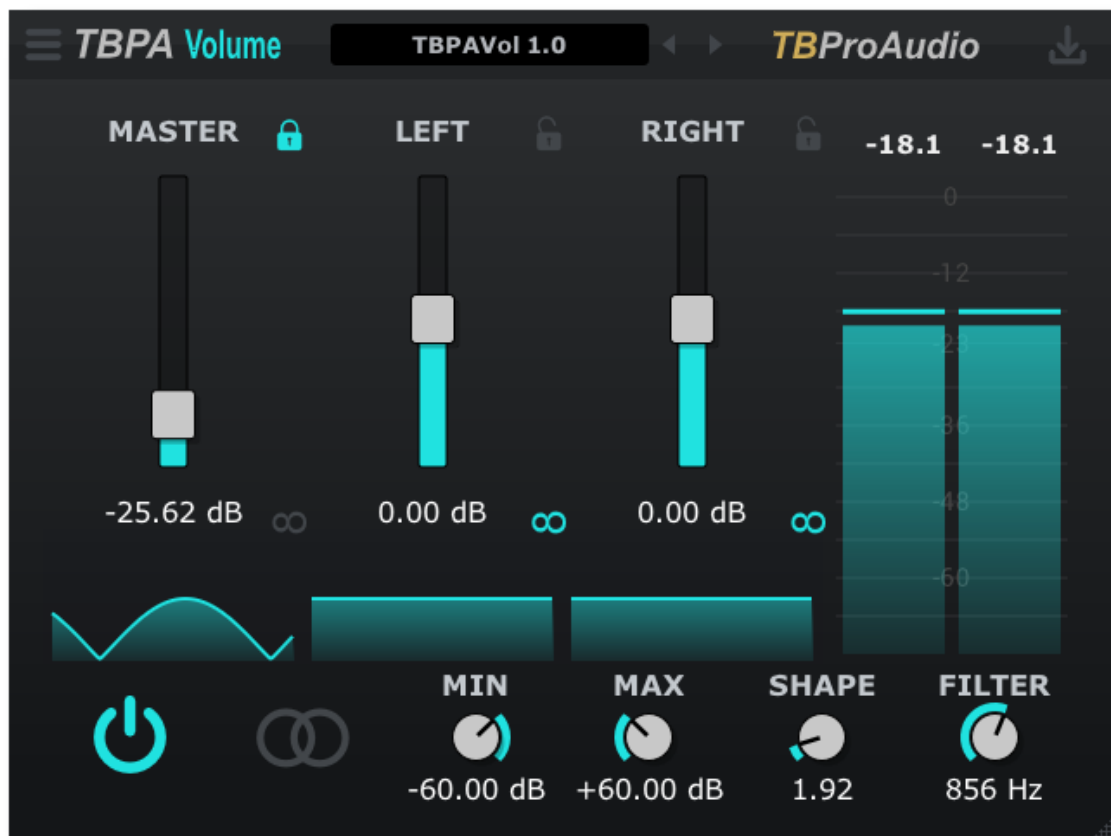 TBPA Volume
TBPAVol 1.0
TBProAudio
MASTER
LEFT
RIGHT
-18.1
-18.1
0
-12
-23
-36
-48
-60
-25.62 dB
0.00 dB
0.00 dB
MIN
MAX
SHAPE
FILTER
-60.00 dB
+60.00 dB
1.92
856 Hz